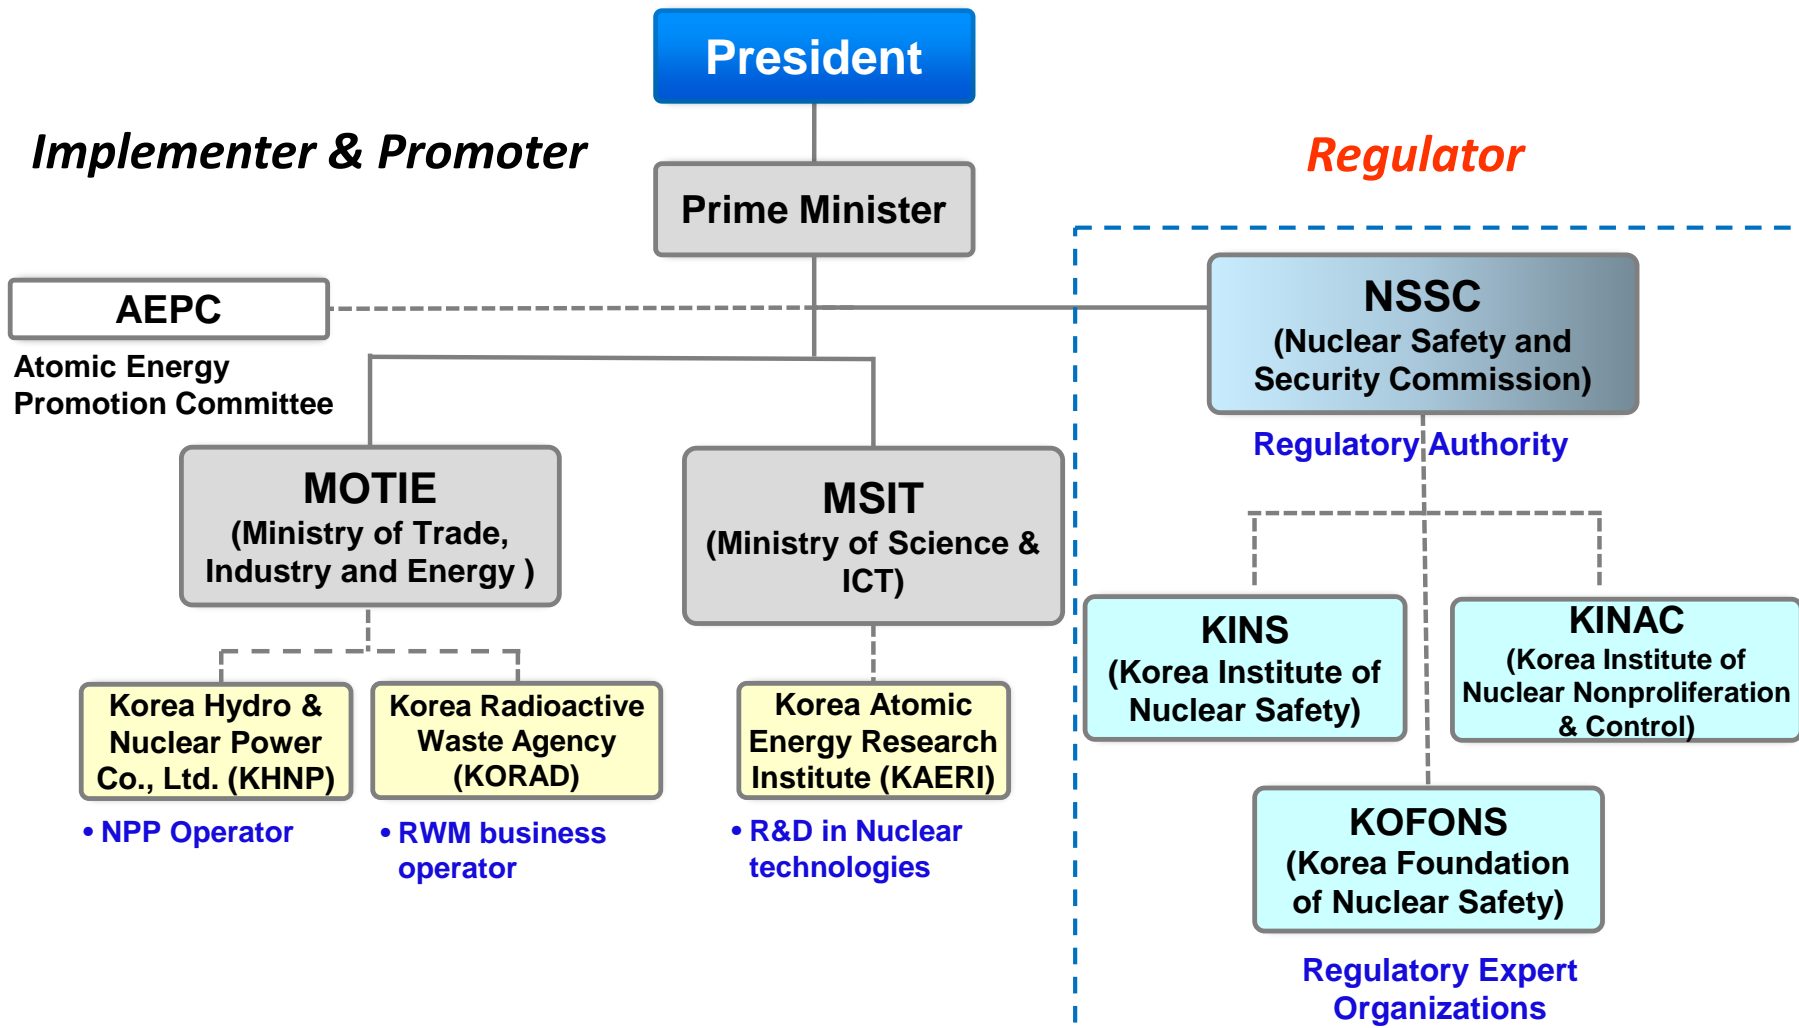 President
Implementer & Promoter
Regulator
Prime Minister
AEPC
Atomic Energy
Promotion Committee
NSSC
(Nuclear Safety and
Security Commission)
Regulatory Authority
MOTIE
(Ministry of Trade,
Industry and Energy )
MSIT
(Ministry of Science &
ICT)
KINS
(Korea Institute of
Nuclear Safety)
KINAC
(Korea Institute of
Nuclear Nonproliferation
& Control)
Korea Hydro &
Nuclear Power
Co., Ltd. (KHNP)
• NPP Operator
Korea Radioactive
Waste Agency
(KORAD)
• RWM business
operator
Korea Atomic
Energy Research
Institute (KAERI)
• R&D in Nuclear
technologies
KOFONS
(Korea Foundation
of Nuclear Safety)
Regulatory Expert
Organizations